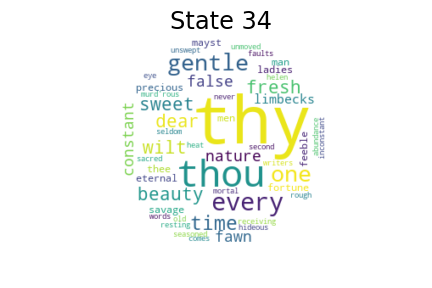 State 34
mayst
unswept
unmoved
faults
gentle
man
ladies
eye
false
helen
fresh
precious
murd rous
never
sweet
limbecks
constant
dear
men
thy
abundance
inconstant
seldom
wilt
nature
second
feeble
heat
writers
sacred
thee
thou
one
eternal
fortune
beauty
mortal
rough
every
savage
words
old
time
receiving
resting
hideous
seasoned
comes
fawn